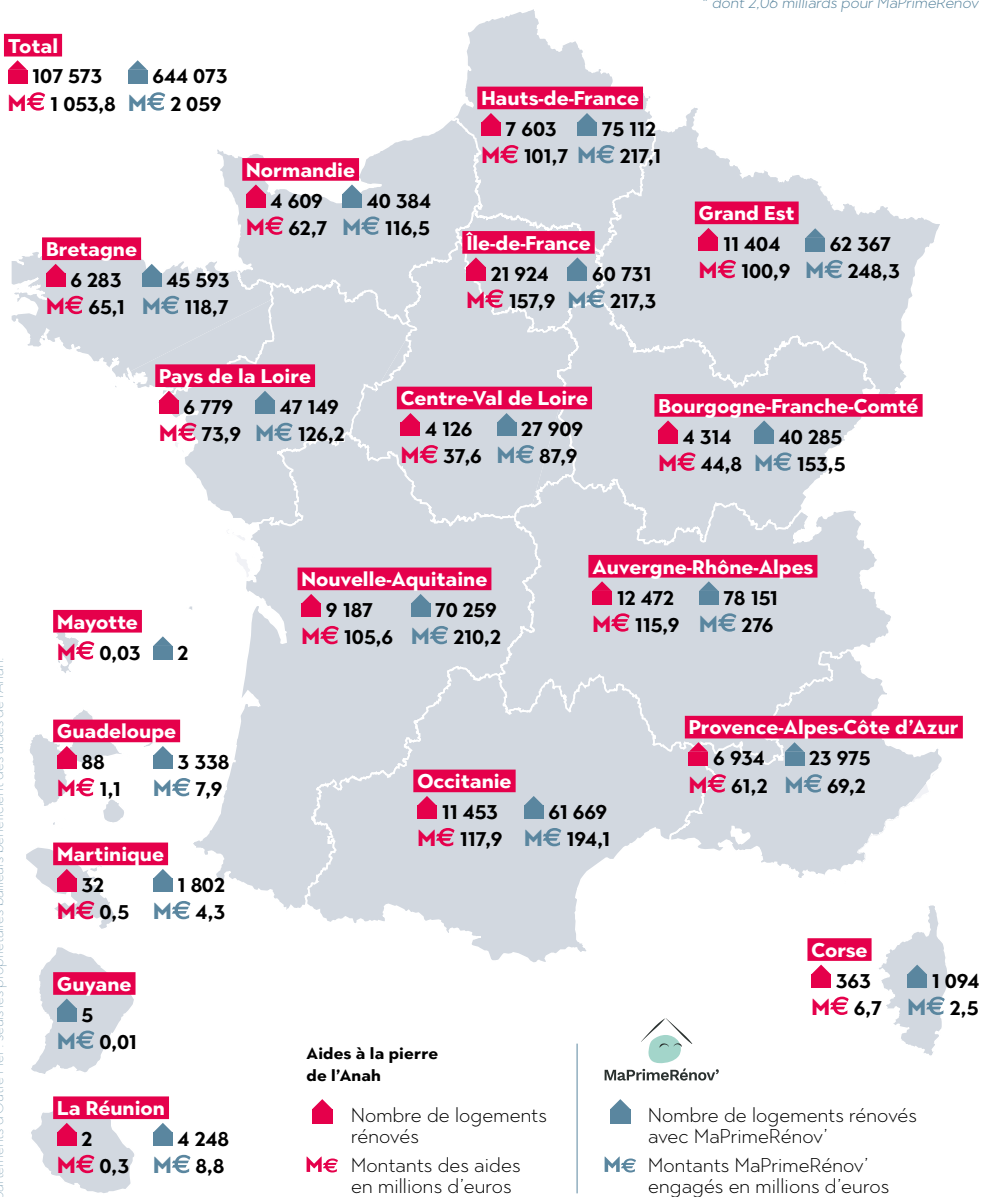 * dont 2,06 milliards pour MaPrimeRénov'
Total
107 573 644 073
M€ 1 053,8 M€ 2 059
Hauts-de-France
7 603 75 112
M€ 101,7 M€ 217,1
Normandie
4 609 40 384
M€ 62,7 M€ 116,5
Grand Est
11 404 62 367
M€ 100,9 M€ 248,3
Île-de-France
21 924 60 731
M€ 157,9 M€ 217,3
Bretagne
6 283 45 593
M€ 65,1 M€ 118,7
Pays de la Loire
6 779 47 149
M€ 73,9 M€ 126,2
Centre-Val de Loire
4 126 27 909
M€ 37,6 M€ 87,9
Bourgogne-Franche-Comté
4 314 40 285
M€ 44,8 M€ 153,5
Nouvelle-Aquitaine
9 187 70 259
M€ 105,6 M€ 210,2
Auvergne-Rhône-Alpes
12 472 78 151
M€ 115,9 M€ 276
Mayotte
M€ 0,03 2
Guadeloupe
88 3 338
M€ 1,1 M€ 7,9
Provence-Alpes-Côte d'Azur
6 934 23 975
M€ 61,2 M€ 69,2
Occitanie
11 453 61 669
M€ 117,9 M€ 194,1
Martinique
32 1 802
M€ 0,5 M€ 4,3
Corse
363 1 094
M€ 6,7 M€ 2,5
Guyane
5
M€ 0,01
La Réunion
2 4 248
M€ 0,3 M€ 8,8
Aides à la pierre
de l'Anah
Nombre de logements
rénovés
M€ Montants des aides
en millions d'euros
MaPrimeRénov'
Nombre de logements rénovés
avec MaPrimeRénov'
M€ Montants MaPrimeRénov'
engagés en millions d'euros
d'Outre-Mer seuls les propriétaires bailleurs bénéficient des aides de l'Anah.